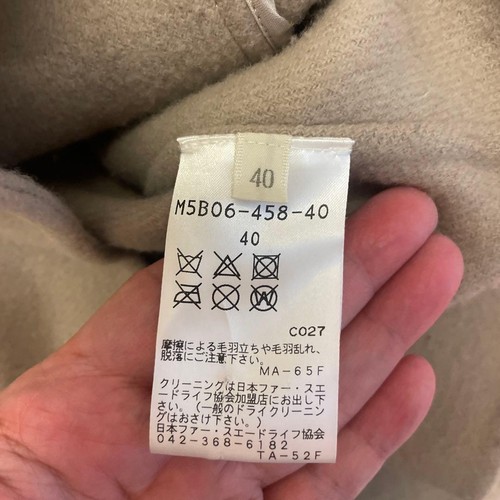 40
M5B06-458-40
40
C027
摩擦による毛羽立ちや毛羽乱れ、
脱落にご注意下さい。
MA-65F
クリーニングは日本ファー・スエ
ードライフ協会加盟店にお出し下
さい。(一般のドライクリーニン
グはおさけ下さい。)
日本ファー・スエードライフ協会
042-368-6182
TA-52F